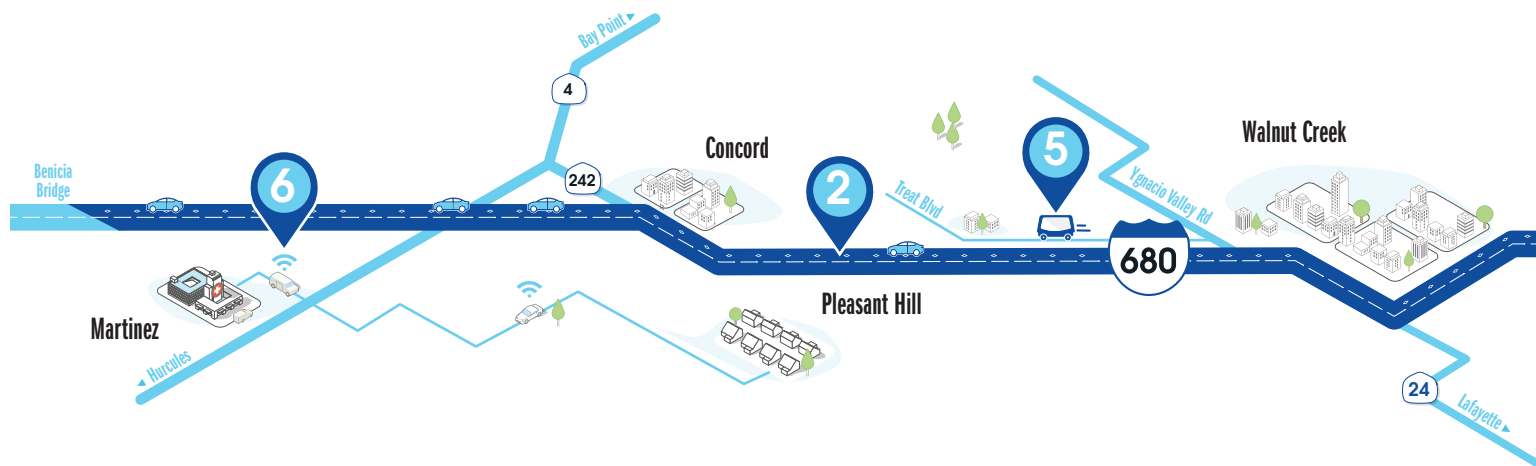 Bay Point
4
Walnut Creek
Concord
5
Benicia
Bridge
6
242
2
Treat Blvd
Ygnacio Valley Rd
680
Pleasant Hill
Martinez
Hurcules
24
Lafayette